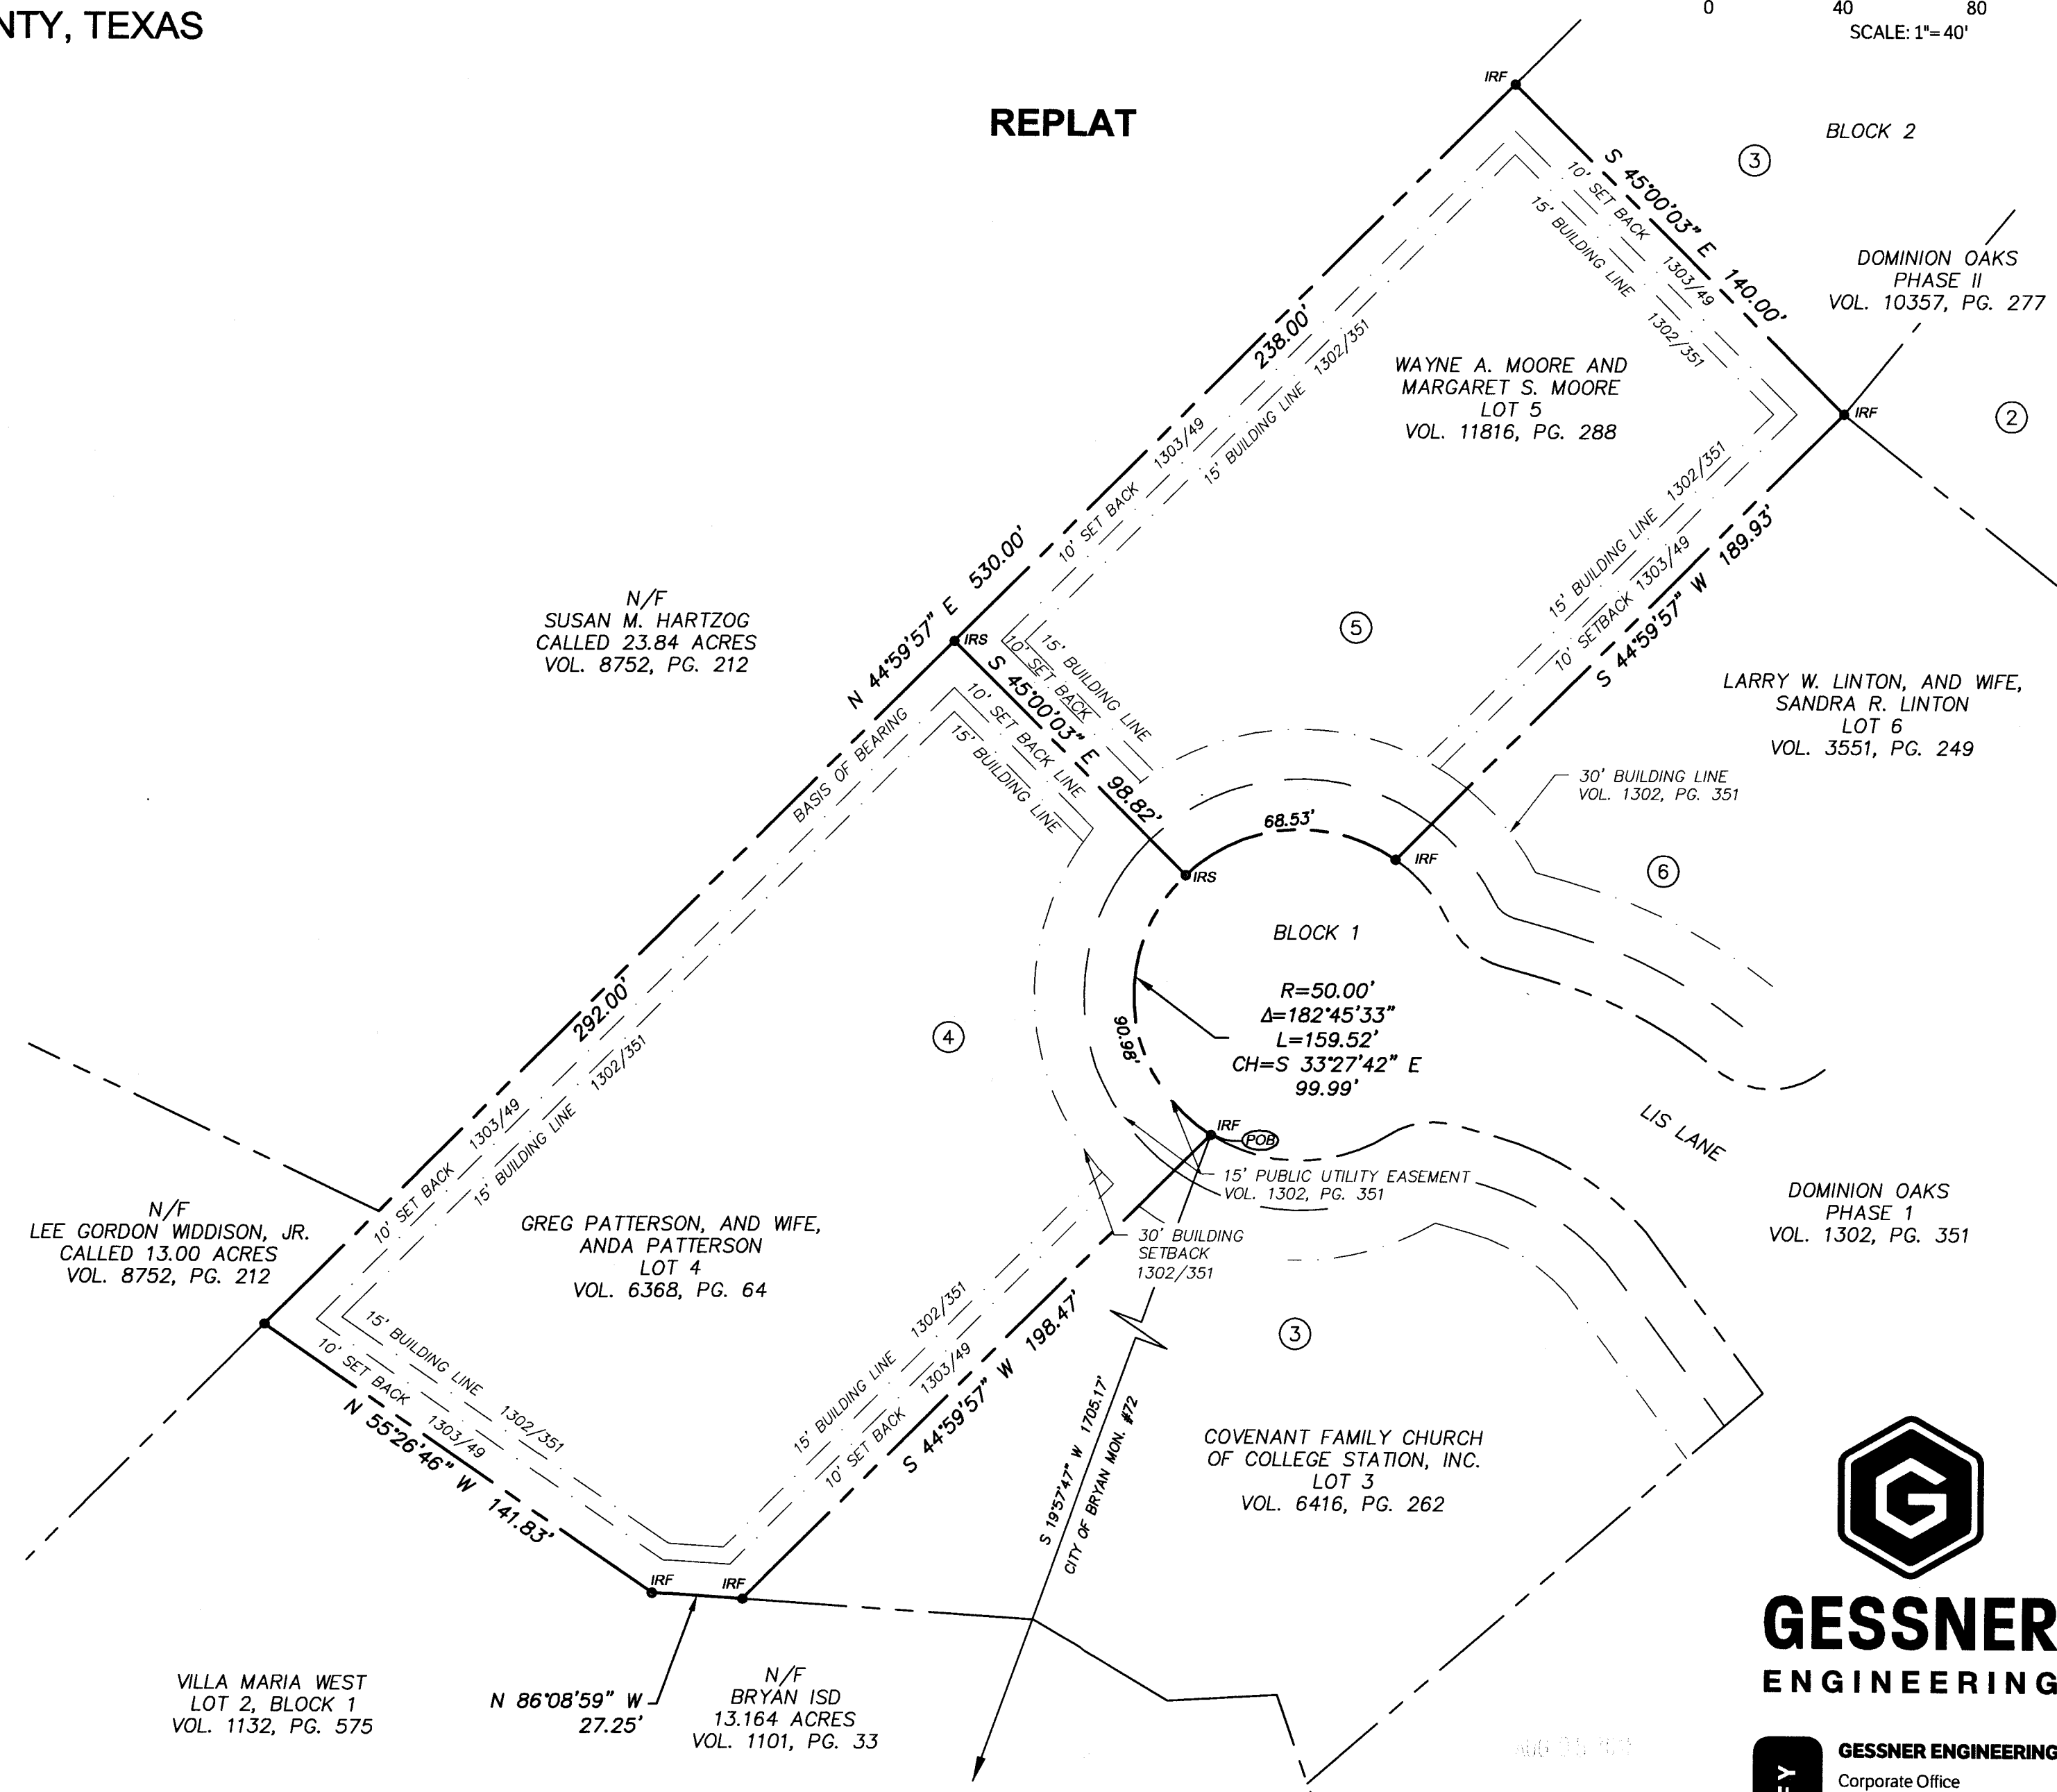 NTY, TEXAS
0 40 80
SCALE: 1"= 40'
REPLAT
IRF
BLOCK 2
3
S 45°00'03" E 140.00'
10' SET BACK 1303/49
15' BUILDING LINE 1302/351
DOMINION OAKS
PHASE II
VOL. 10357, PG. 277
238.00'
WAYNE A. MOORE AND
MARGARET S. MOORE
LOT 5
VOL. 11816, PG. 288
IRF
2
10' SET BACK 1303/49
15' BUILDING LINE 1302/351
15' BUILDING LINE 1302/351
10' SETBACK 1303/49
S 44°59'57" W 189.93'
N/F
SUSAN M. HARTZOG
CALLED 23.84 ACRES
VOL. 8752, PG. 212
N 44°59'57" E 530.00'
BASIS OF BEARING
IRS
5
15' BUILDING LINE
10' SET BACK
S 45°00'03" E 98.82'
10' SET BACK LINE
15' BUILDING LINE
LARRY W. LINTON, AND WIFE,
SANDRA R. LINTON
LOT 6
VOL. 3551, PG. 249
30' BUILDING LINE
VOL. 1302, PG. 351
68.53'
IRF
IRS
6
BLOCK 1
R=50.00'
Δ=182°45'33"
L=159.52'
CH=S 33°27'42" E
99.99'
90.98'
292.00'
4
IRF
POB
LIS LANE
15' PUBLIC UTILITY EASEMENT
VOL. 1302, PG. 351
30' BUILDING
SETBACK
1302/351
DOMINION OAKS
PHASE 1
VOL. 1302, PG. 351
10' SET BACK 1303/49
15' BUILDING LINE 1302/351
N/F
LEE GORDON WIDDISON, JR.
CALLED 13.00 ACRES
VOL. 8752, PG. 212
GREG PATTERSON, AND WIFE,
ANDA PATTERSON
LOT 4
VOL. 6368, PG. 64
15' BUILDING LINE 1302/351
10' SET BACK 1303/49
N 55°26'46" W 141.83'
15' BUILDING LINE 1302/351
10' SET BACK 1303/49
S 44°59'57" W 198.47'
3
S 19°57'47" W 1705.17'
CITY OF BRYAN MON. #72
COVENANT FAMILY CHURCH
OF COLLEGE STATION, INC.
LOT 3
VOL. 6416, PG. 262
IRF
IRF
VILLA MARIA WEST
LOT 2, BLOCK 1
VOL. 1132, PG. 575
N 86°08'59" W
27.25'
N/F
BRYAN ISD
13.164 ACRES
VOL. 1101, PG. 33
G
GESSNER
ENGINEERING
GESSNER ENGINEERING
Corporate Office